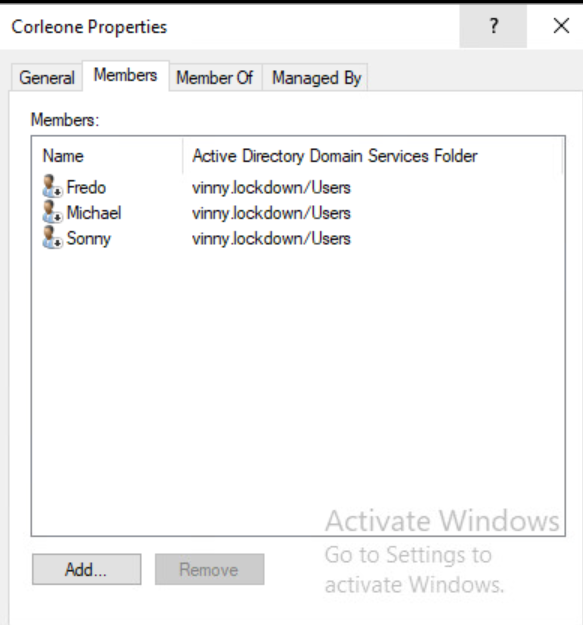 Corleone Properties ?
General Members Member Of Managed By
Members:
Name Active Directory Domain Services Folder
Fredo vinny.lockdown/Users
Michael vinny.lockdown/Users
Sonny vinny.lockdown/Users
Activate Windows
Go to Settings to
activate Windows.
Add... Remove